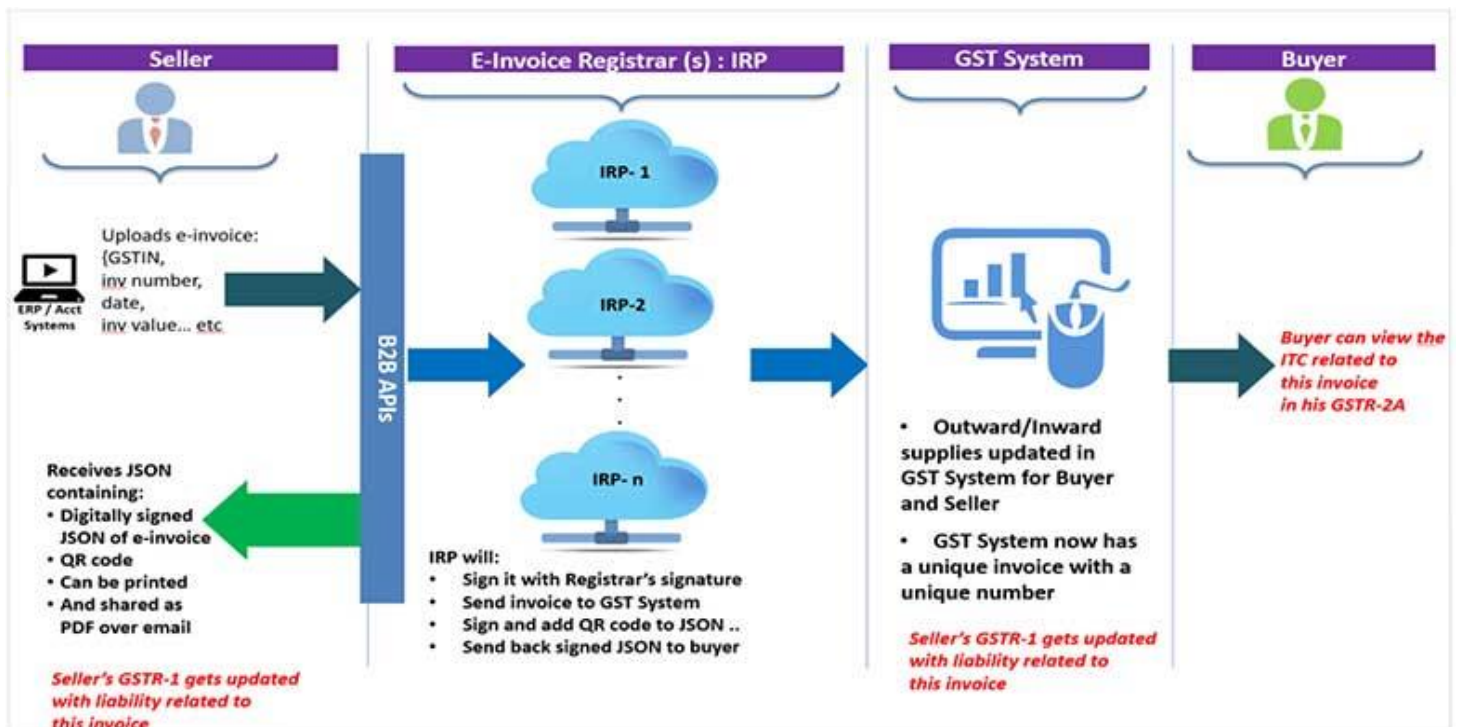 Seller
E-Invoice Registrar (s) : IRP
GST System
Buyer
ERP / Acct
Systems
Uploads e-invoice:
{GSTIN,
inv number,
date,
inv value... etc
B2B APIs
Receives JSON
containing:
• Digitally signed
JSON of e-invoice
• QR code
• Can be printed
• And shared as
PDF over email
Seller's GSTR-1 gets updated
with liability related to
this invoice
IRP- 1
IRP-2
IRP- n
IRP will:
• Sign it with Registrar's signature
• Send invoice to GST System
• Sign and add QR code to JSON ..
• Send back signed JSON to buyer
• Outward/Inward
supplies updated in
GST System for Buyer
and Seller
• GST System now has
a unique invoice with a
unique number
Seller's GSTR-1 gets updated
with liability related to
this invoice
Buyer can view the
ITC related to
this invoice
in his GSTR-2A